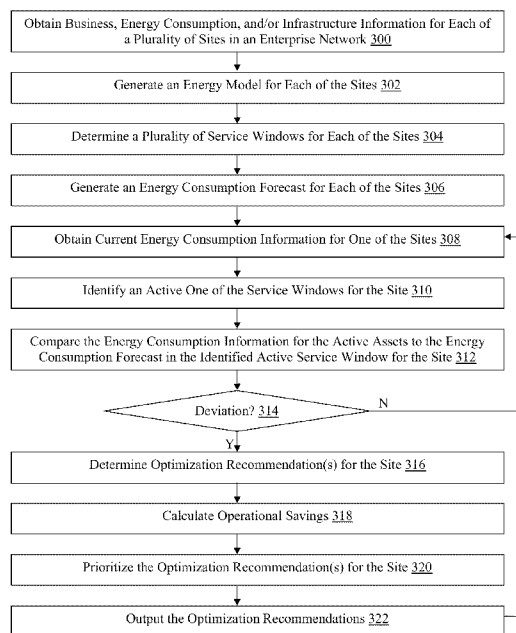 Obtain Business, Energy Consumption, and/or Infrastructure Information for Each of
a Plurality of Sites in an Enterprise Network 300
Generate an Energy Model for Each of the Sites 302
Determine a Plurality of Service Windows for Each of the Sites 304
Generate an Energy Consumption Forecast for Each of the Sites 306
Obtain Current Energy Consumption Information for One of the Sites 308
Identify an Active One of the Service Windows for the Site 310
Compare the Energy Consumption Information for the Active Assets to the Energy
Consumption Forecast in the Identified Active Service Window for the Site 312
Deviation? 314
N
Y
Determine Optimization Recommendation(s) for the Site 316
Calculate Operational Savings 318
Prioritize the Optimization Recommendation(s) for the Site 320
Output the Optimization Recommendations 322